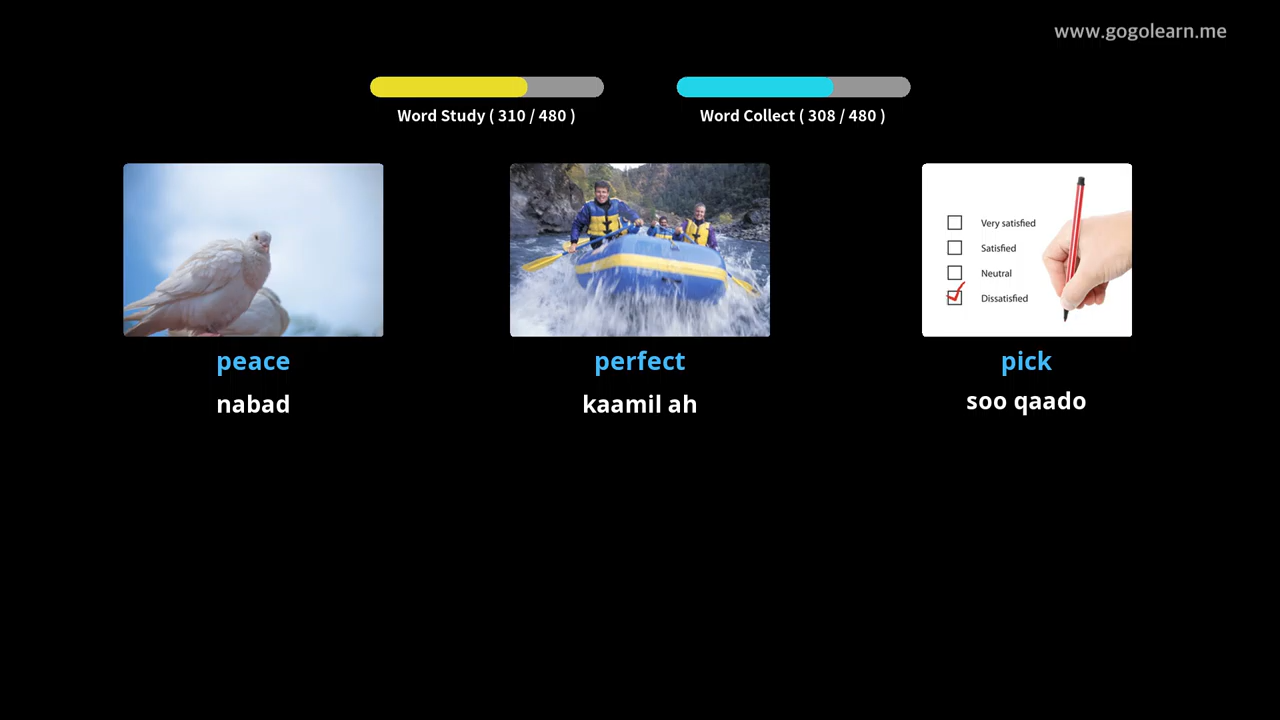 www.gogolearn.me
Word Study ( 310 / 480 )
Word Collect ( 308 / 480 )
Very satisfied
Satisfied
Neutral
Dissatisfied
peace
perfect
pick
nabad
kaamil ah
soo qaado